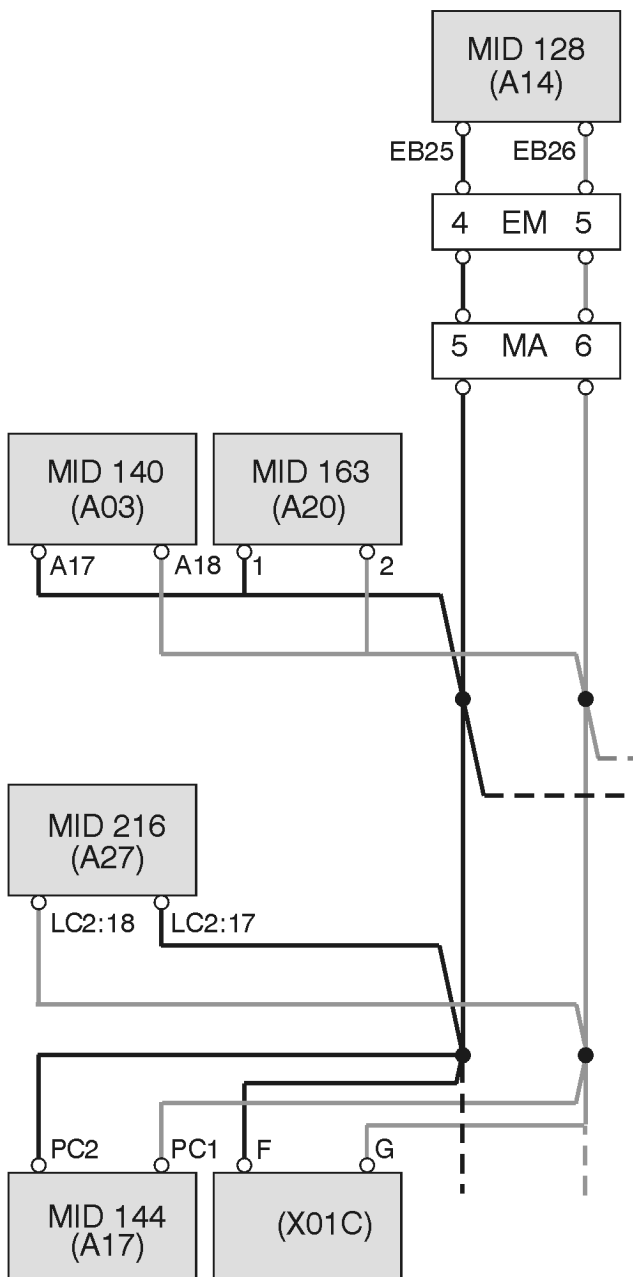 MID 128
(A14)
EB25 EB26
4 EM 5
5 MA 6
MID 140
(A03)
MID 163
(A20)
A17 A18 1 2
MID 216
(A27)
LC2:18 LC2:17
PC2 PC1 F G
MID 144
(A17)
(X01C)